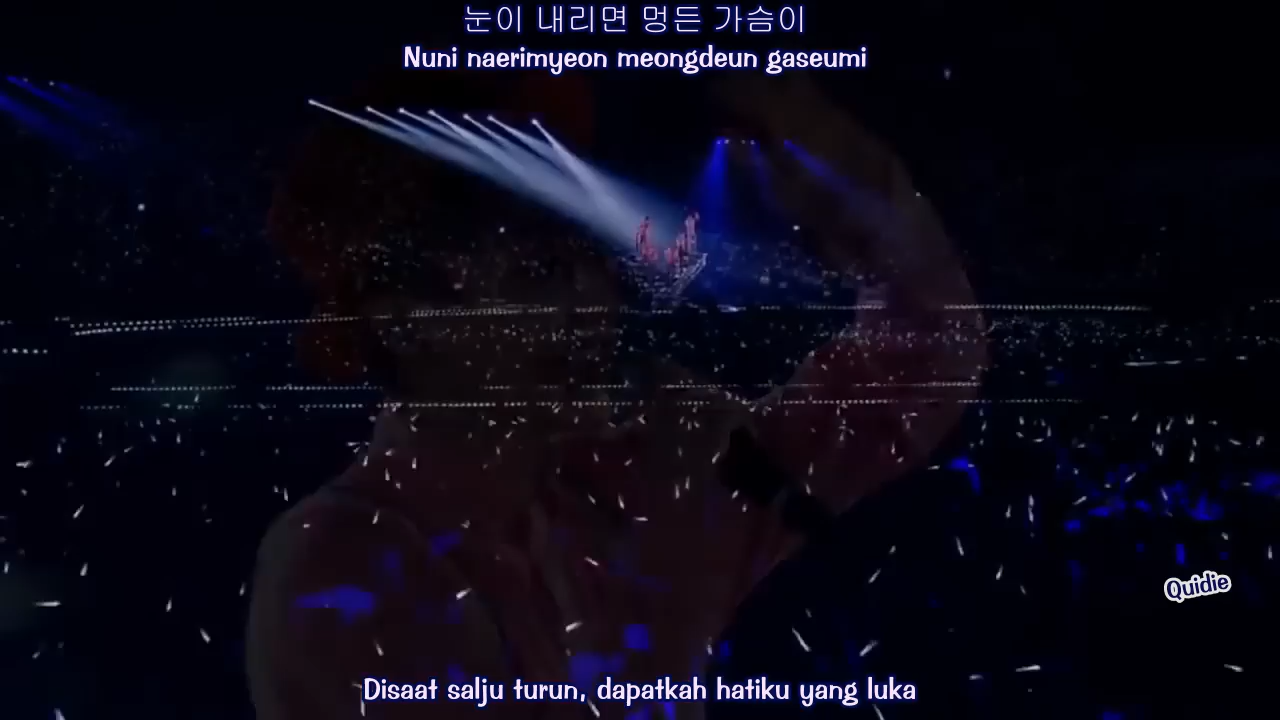 눈이 내리면 멍든 가슴이
Nuni naerimyeon meongdeun gaseumi
Quidie
Disaat salju turun, dapatkah hatiku yang luka